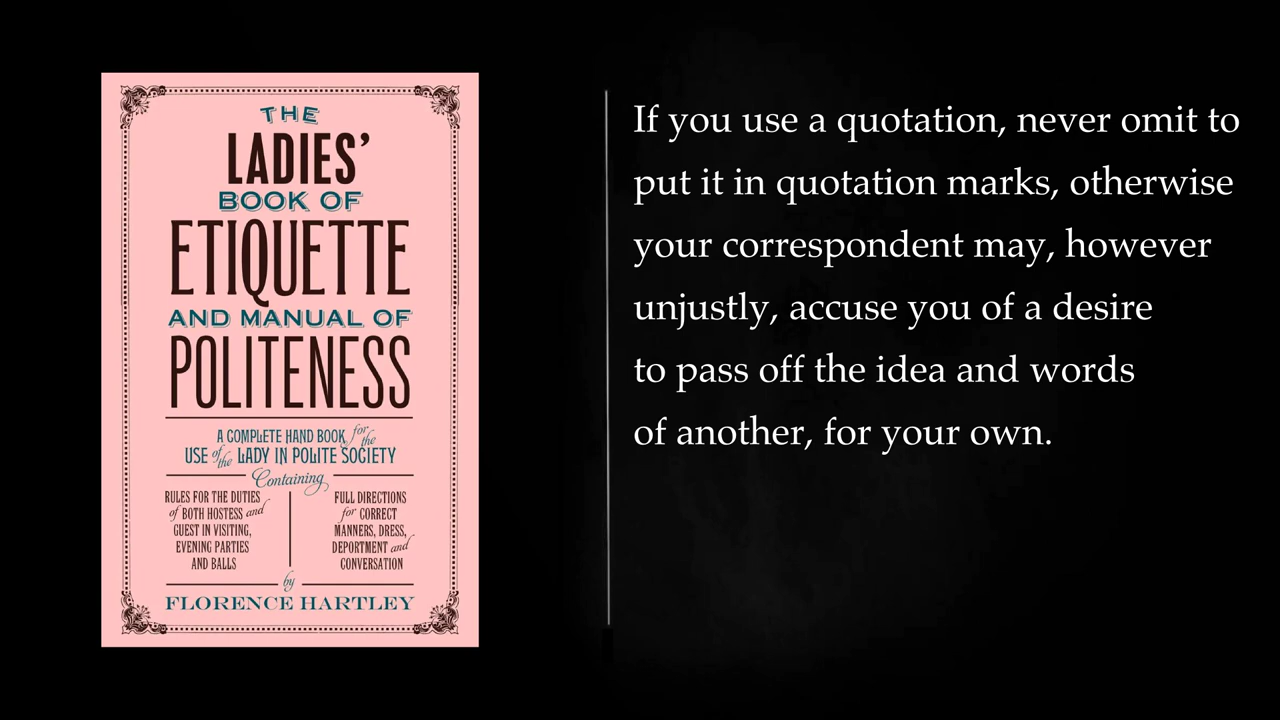 THE
LADIES'
BOOK OF
ETIQUETTE
AND MANUAL OF
POLITENESS
A COMPLETE HAND BOOK for the
USE of the LADY IN POLITE SOCIETY
Containing
RULES FOR THE DUTIES
of BOTH HOSTESS and
GUEST IN VISITING,
EVENING PARTIES
AND BALLS
FULL DIRECTIONS
for CORRECT
MANNERS, DRESS,
DEPORTMENT and
CONVERSATION
by
FLORENCE HARTLEY
If you use a quotation, never omit to
put it in quotation marks, otherwise
your correspondent may, however
unjustly, accuse you of a desire
to pass off the idea and words
of another, for your own.